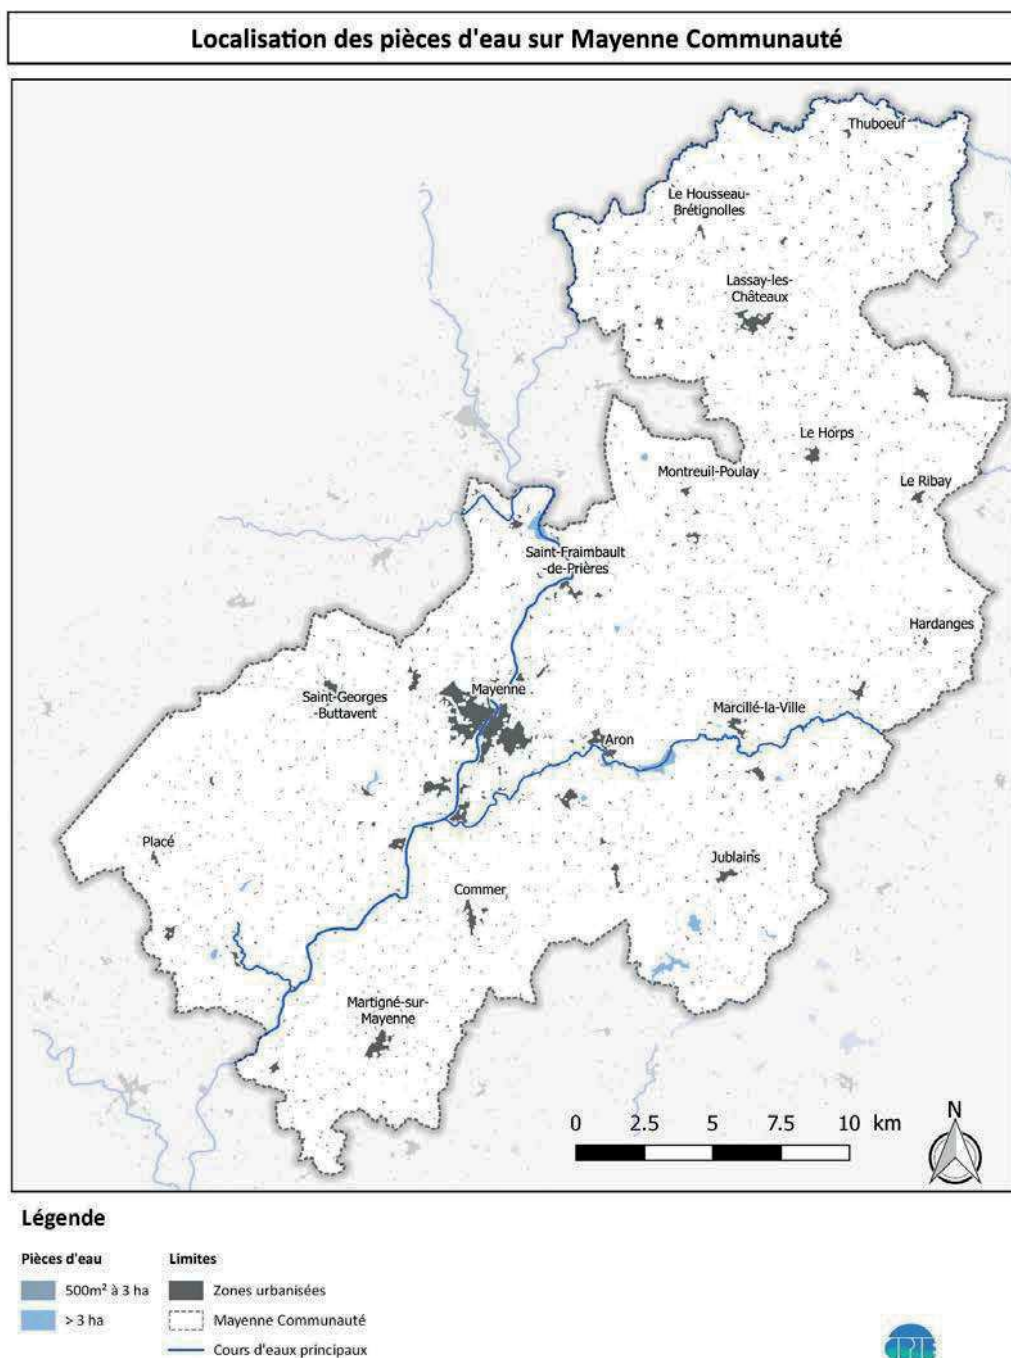 Localisation des pièces d'eau sur Mayenne Communauté
Thuboeuf
Le Housseau-
Brétignolles
Lassay-les-
Châteaux
Le Horps
Montreuil-Poulay
Le Ribay
Saint-Fraimbault
-de-Prières
Hardanges
Mayenne
Saint-Georges
-Buttavent
Marcillé-la-Ville
Aron
Placé
Jublains
Commer
Martigné-sur-
Mayenne
0 2.5 5 7.5 10 km
N
Légende
Pièces d'eau
500m² à 3 ha
> 3 ha
Limites
Zones urbanisées
Mayenne Communauté
Cours d'eaux principaux